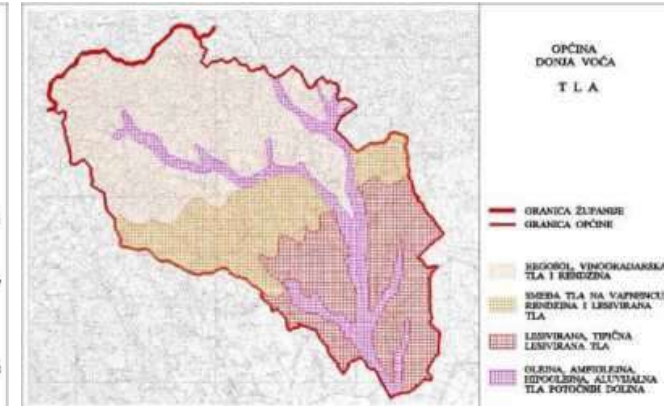 OPĆINA
DONJA VOĆA
T L A
GRANICA ŽUPANIJE
GRANICA OPĆINE
REGOSOL, VINOGRADARSKA
TLA I RENDZINA
SMEĐA TLA NA VAPNENCU,
RENDZINA I LESIVIRANA
TLA
LESIVIRANA, TIPIČNA
LESIVIRANA TLA
GLEJNA, AMFIGLEJNA,
HIPOGLEJNA, ALUVIJALNA
TLA POTOČNIH DOLINA